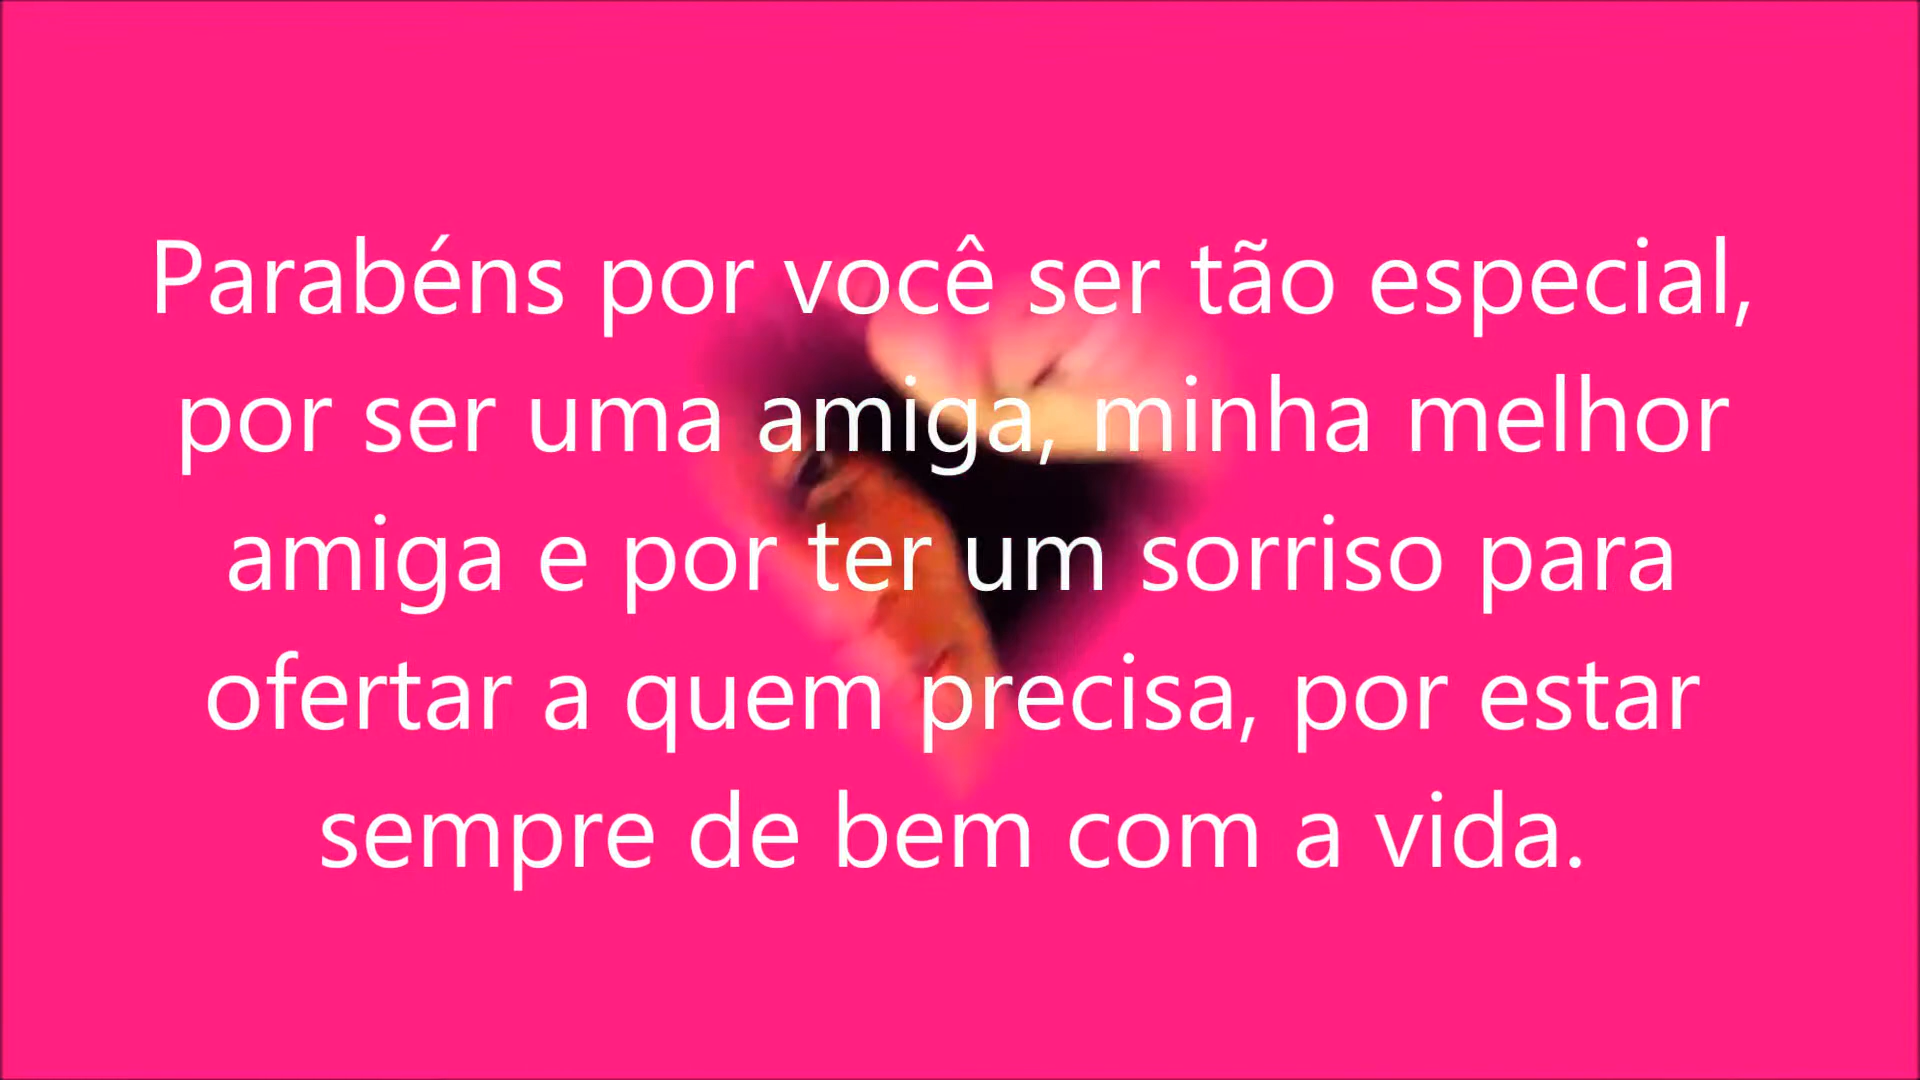 Parabéns por você ser tão especial,
por ser uma amiga, minha melhor
amiga e por ter um sorriso para
ofertar a quem precisa, por estar
sempre de bem com a vida.